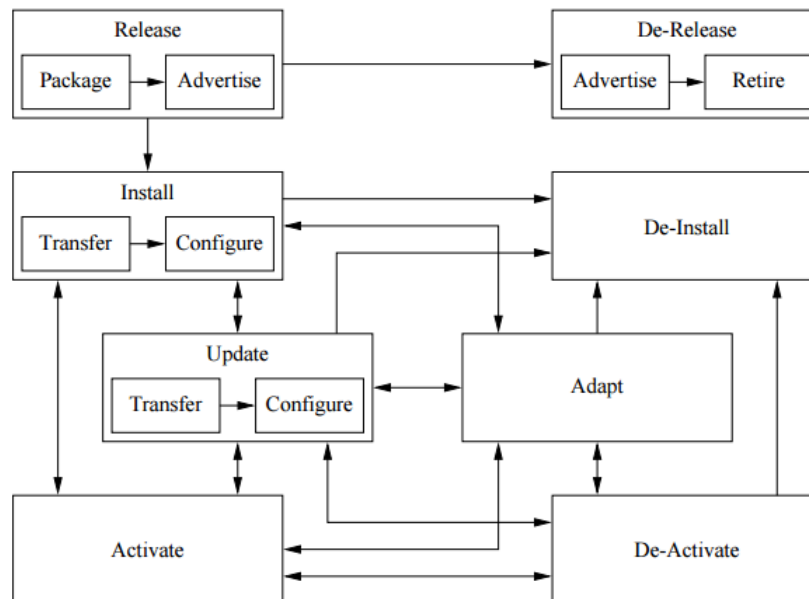 Release
Package
Advertise
De-Release
Advertise
Retire
Install
Transfer
Configure
De-Install
Update
Transfer
Configure
Adapt
Activate
De-Activate